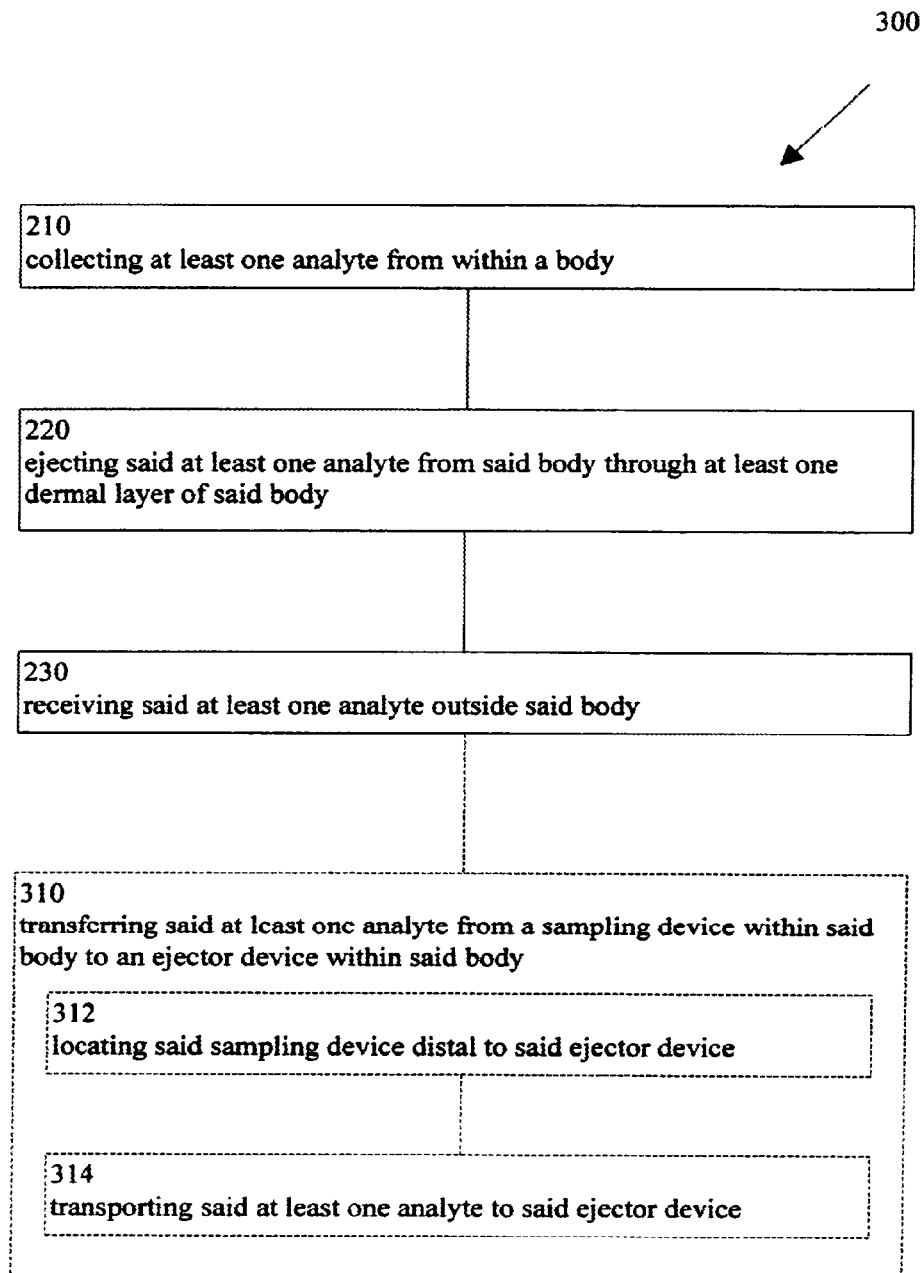 300
210
collecting at least one analyte from within a body
220
ejecting said at least one analyte from said body through at least one
dermal layer of said body
230
receiving said at least one analyte outside said body
310
transferring said at least one analyte from a sampling device within said
body to an ejector device within said body
312
locating said sampling device distal to said ejector device
314
transporting said at least one analyte to said ejector device